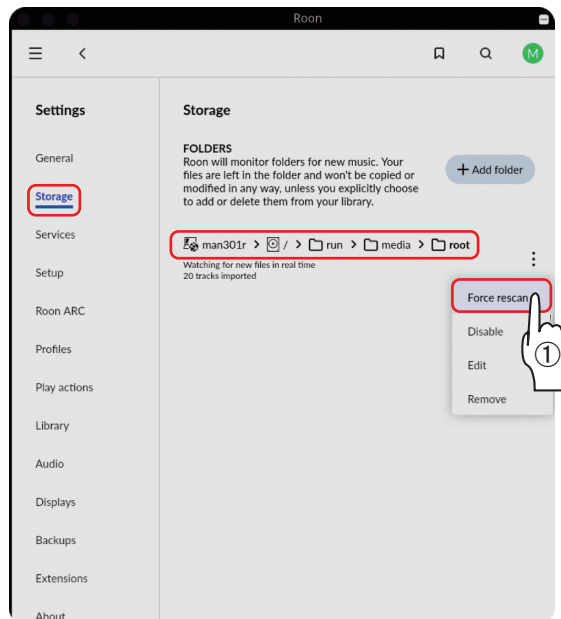 Roon
M
Settings
General
Storage
Services
Setup
Roon ARC
Profiles
Play actions
Library
Audio
Displays
Backups
Extensions
About
Storage
FOLDERS
Roon will monitor folders for new music. Your
files are left in the folder and won't be copied or
modified in any way, unless you explicitly choose
to add or delete them from your library.
+ Add folder
man301r > / > run > media > root
Watching for new files in real time
20 tracks imported
Force rescan
Disable
Edit
Remove
①